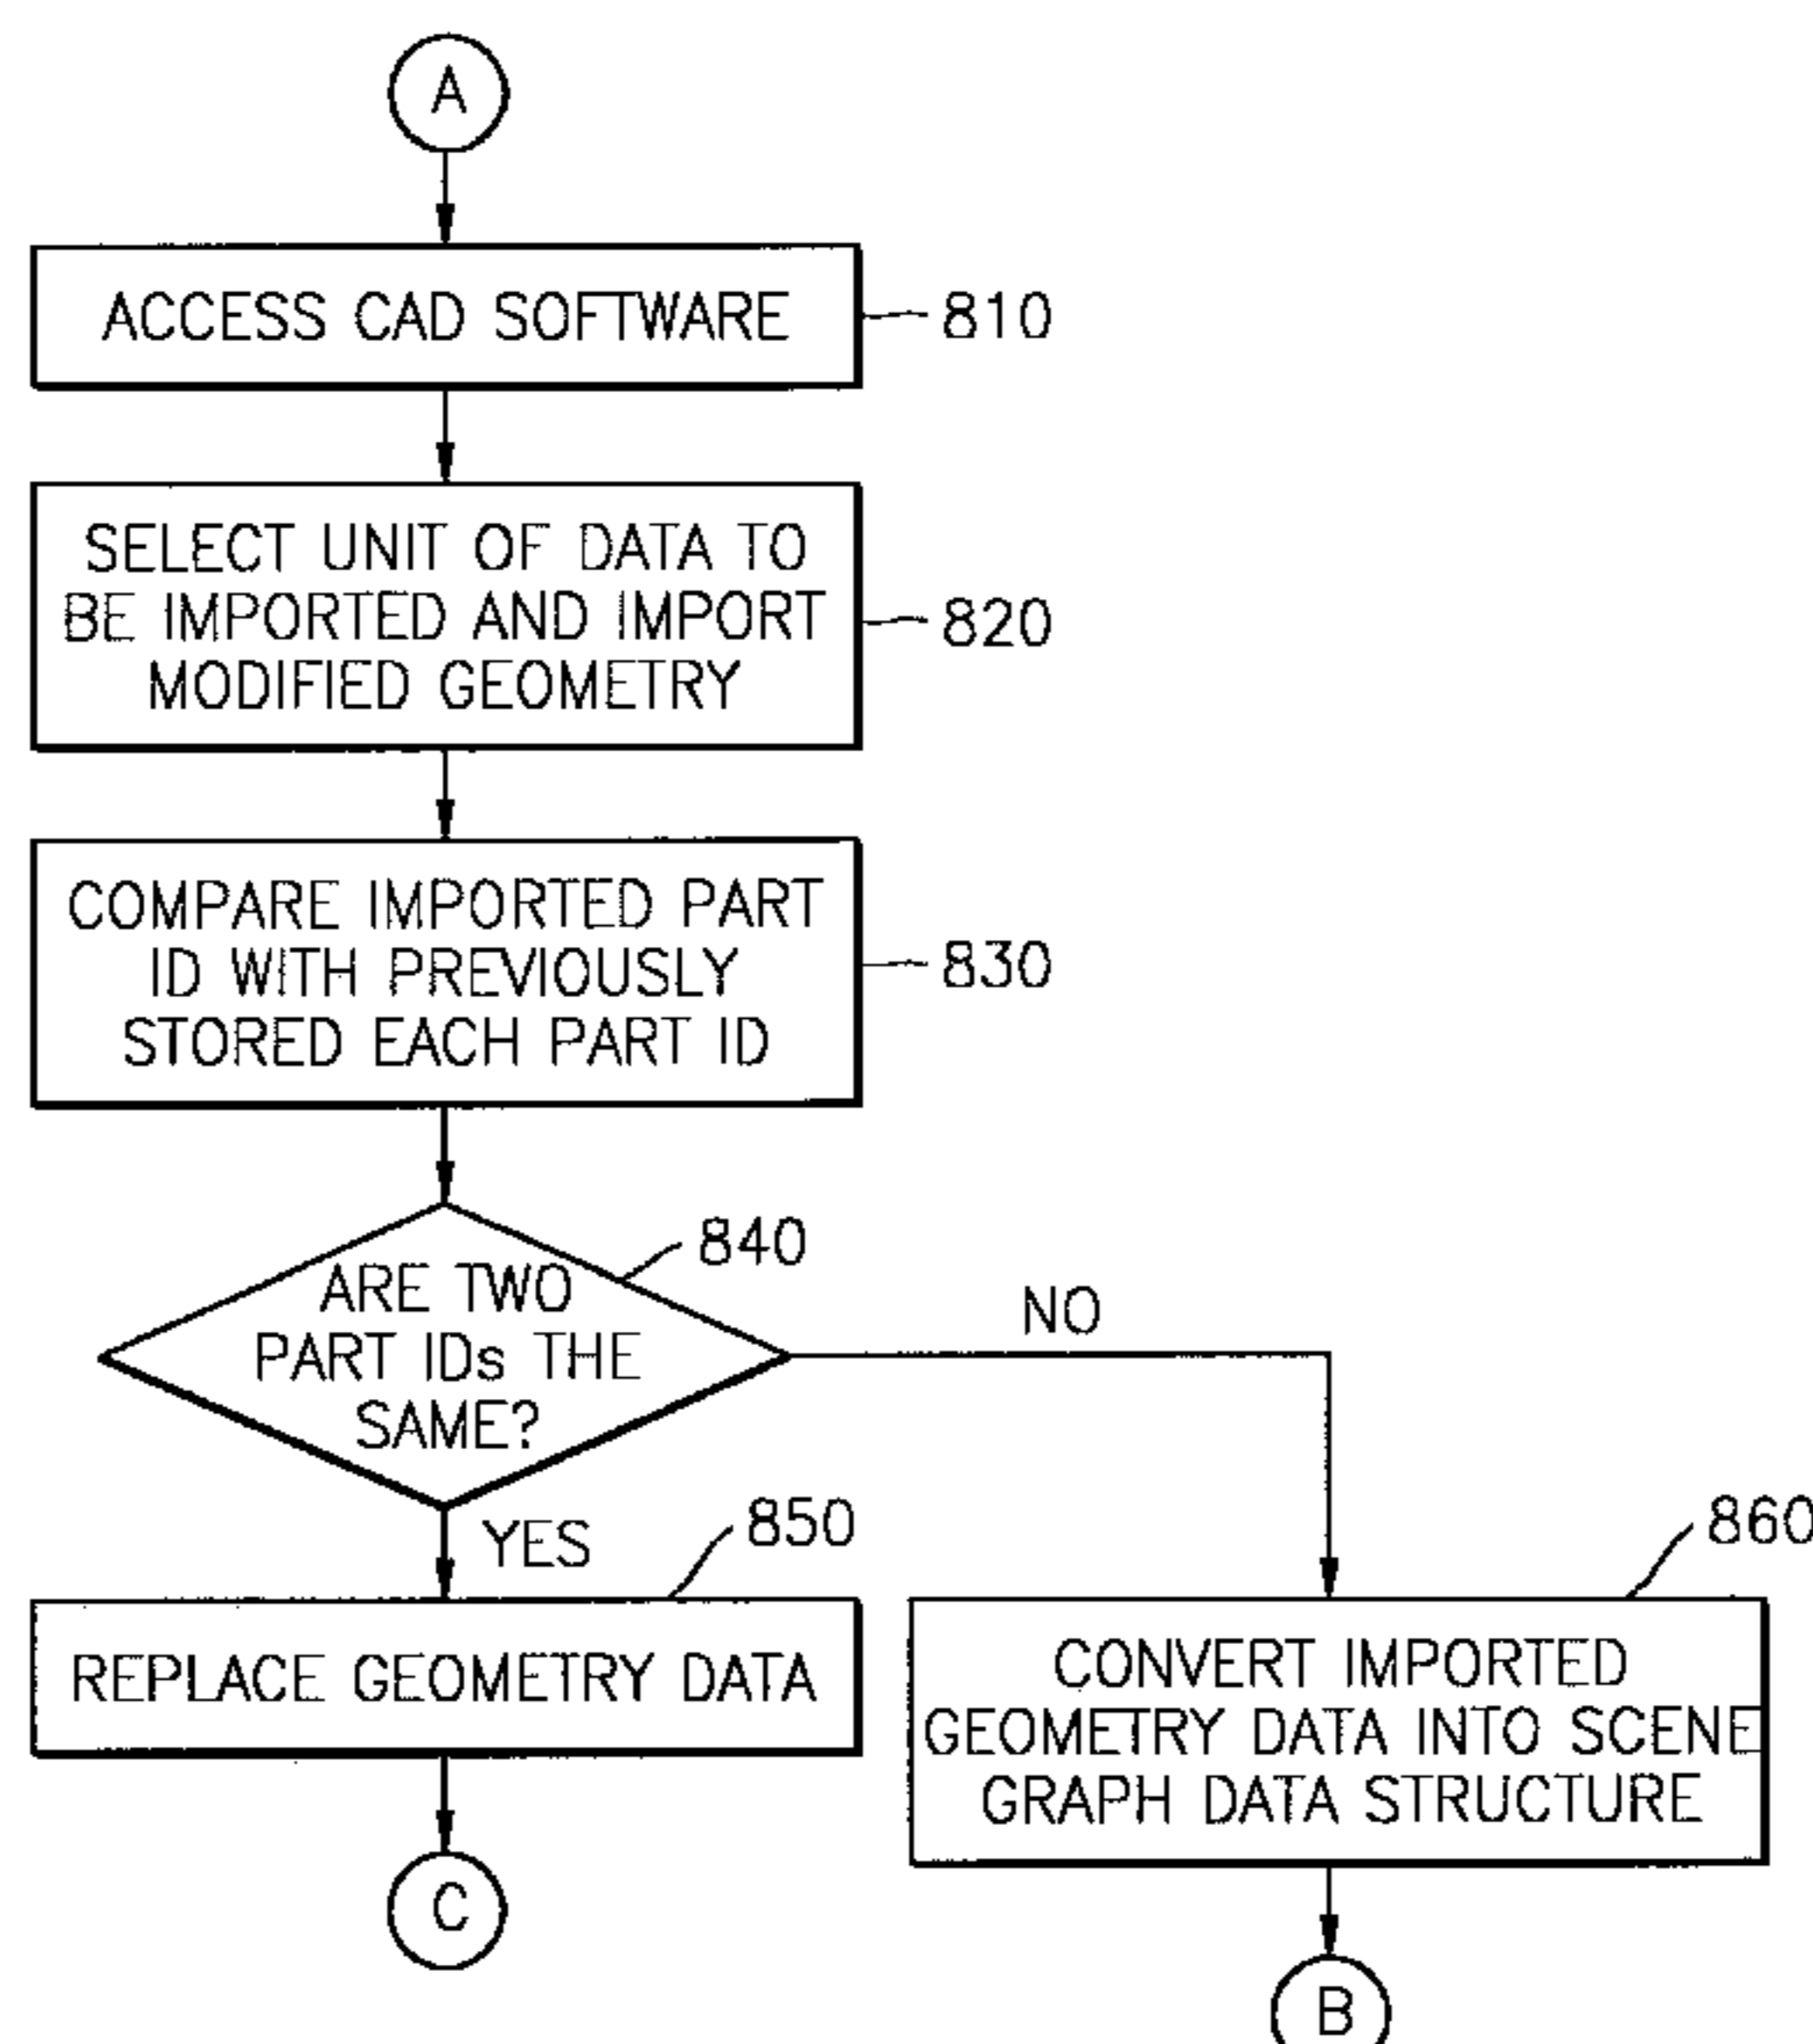 A
ACCESS CAD SOFTWARE
810
SELECT UNIT OF DATA TO
BE IMPORTED AND IMPORT
MODIFIED GEOMETRY
820
COMPARE IMPORTED PART
ID WITH PREVIOUSLY
STORED EACH PART ID
830
840
ARE TWO
PART IDs THE
SAME?
NO
YES
850
REPLACE GEOMETRY DATA
860
CONVERT IMPORTED
GEOMETRY DATA INTO SCENE
GRAPH DATA STRUCTURE
C
B